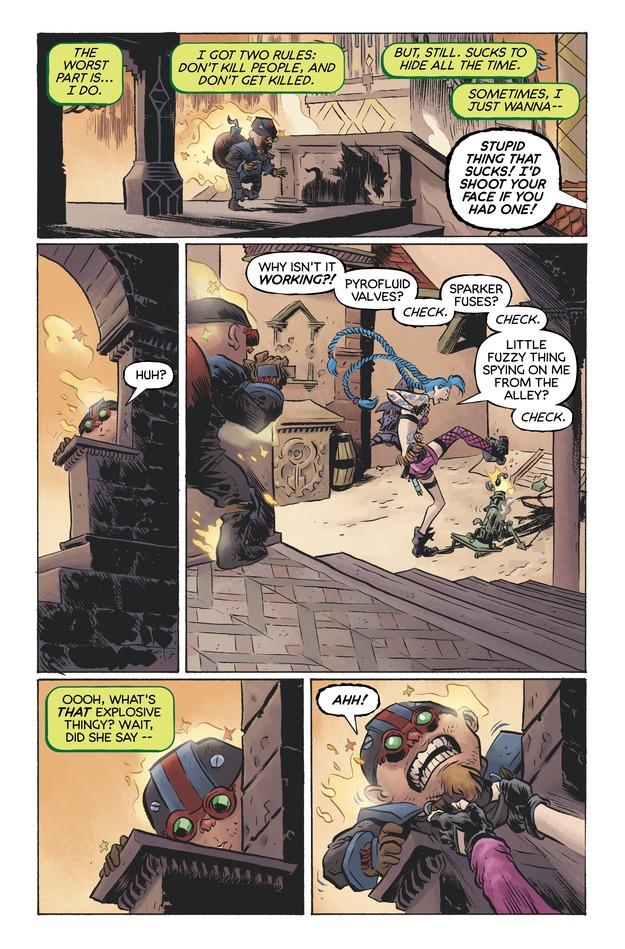 THE
WORST
PART IS...
I DO.
I GOT TWO RULES:
DON'T KILL PEOPLE, AND
DON'T GET KILLED.
BUT, STILL. SUCKS TO
HIDE ALL THE TIME.
SOMETIMES, I
JUST WANNA--
STUPID
THING THAT
SUCKS! I'D
SHOOT YOUR
FACE IF YOU
HAD ONE!
HUH?
WHY ISN'T IT
WORKING?!
PYROFLUID
VALVES?
CHECK.
SPARKER
FUSES?
CHECK.
LITTLE
FUZZY THING
SPYING ON ME
FROM THE
ALLEY?
CHECK.
OOOH, WHAT'S
THAT EXPLOSIVE
THINGY? WAIT,
DID SHE SAY --
AHH!